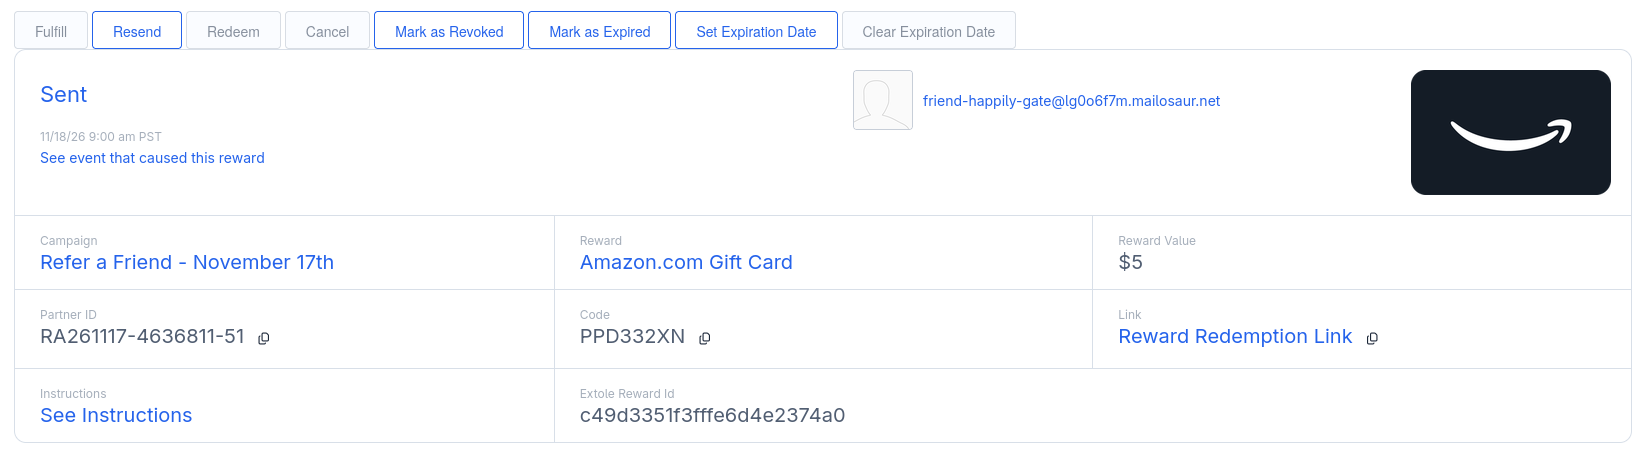 Fulfill Resend Redeem Cancel Mark as Revoked Mark as Expired Set Expiration Date Clear Expiration Date
Sent
friend-happily-gate@lg0o6f7m.mailosaur.net
11/18/26 9:00 am PST
See event that caused this reward
Campaign
Refer a Friend - November 17th
Reward
Amazon.com Gift Card
Reward Value
$5
Partner ID
RA261117-4636811-51
Code
PPD332XN
Link
Reward Redemption Link
Instructions
See Instructions
Extole Reward Id
c49d3351f3fffe6d4e2374a0